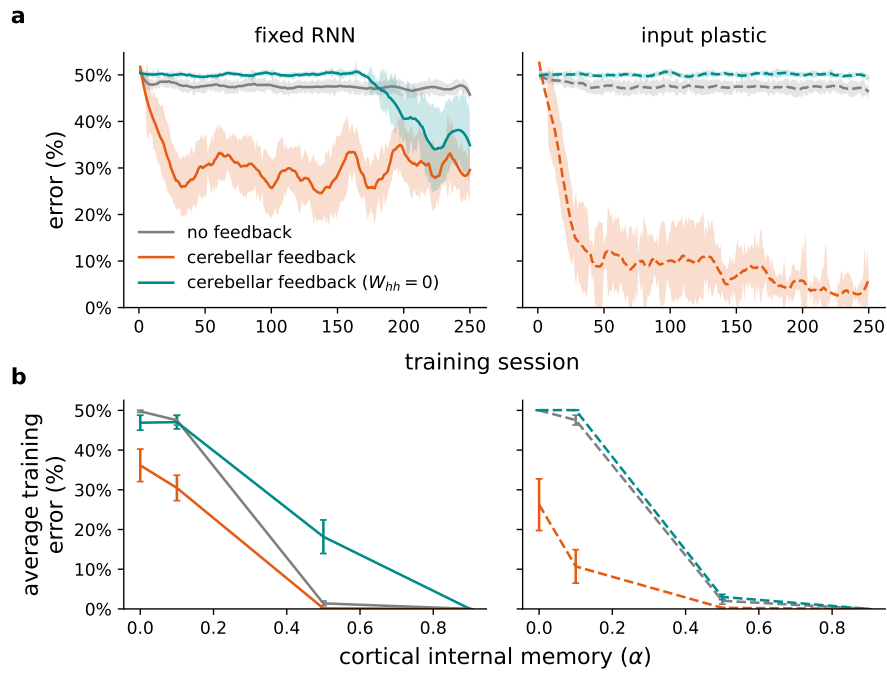 a
fixed RNN
input plastic
error (%)
50%
40%
30%
20%
10%
0%
no feedback
cerebellar feedback
cerebellar feedback (W_hh = 0)
0 50 100 150 200 250
0 50 100 150 200 250
training session
b
average training
error (%)
50%
40%
30%
20%
10%
0%
0.0 0.2 0.4 0.6 0.8
0.0 0.2 0.4 0.6 0.8
cortical internal memory (α)